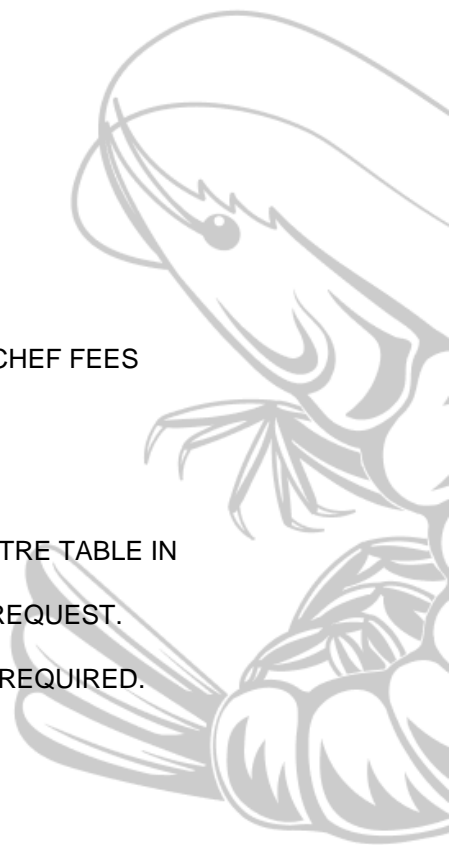 CHEF FEES
TRE TABLE IN
REQUEST.
REQUIRED.